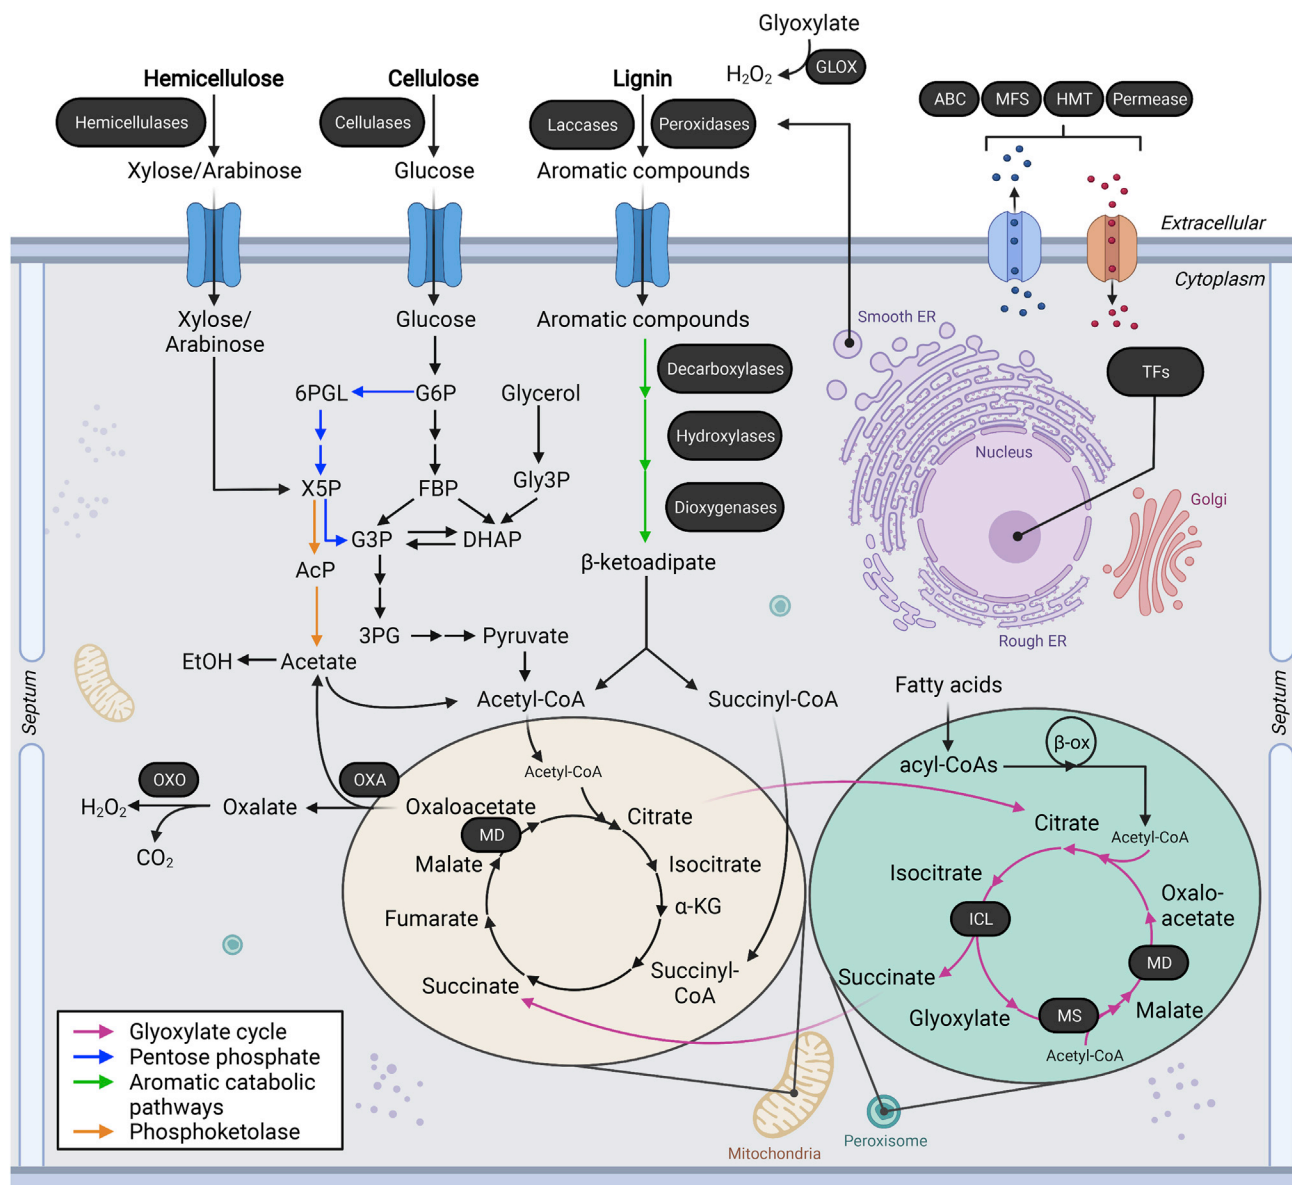 Glyoxylate
Hemicellulose
Cellulose
Lignin
H₂O₂
GLOX
ABC
MFS
HMT
Permease
Hemicellulases
Cellulases
Laccases
Peroxidases
Xylose/Arabinose
Glucose
Aromatic compounds
Extracellular
Cytoplasm
Xylose/
Arabinose
Glucose
Aromatic compounds
Smooth ER
Decarboxylases
TFs
6PGL
G6P
Glycerol
Hydroxylases
Nucleus
X5P
FBP
Gly3P
Dioxygenases
Golgi
G3P
DHAP
AcP
β-ketoadipate
3PG
Pyruvate
Rough ER
EtOH
Acetate
Septum
Acetyl-CoA
Succinyl-CoA
Fatty acids
Septum
β-ox
acyl-CoAs
Acetyl-CoA
OXO
OXA
H₂O₂
Oxalate
Oxaloacetate
Citrate
MD
Citrate
Acetyl-CoA
CO₂
Malate
Isocitrate
Isocitrate
Oxalo-
acetate
α-KG
Fumarate
ICL
MD
Succinate
Succinyl-
CoA
Succinate
Glyoxylate
MS
Malate
Acetyl-CoA
Glyoxylate cycle
Pentose phosphate
Aromatic catabolic
pathways
Phosphoketolase
Mitochondria
Peroxisome